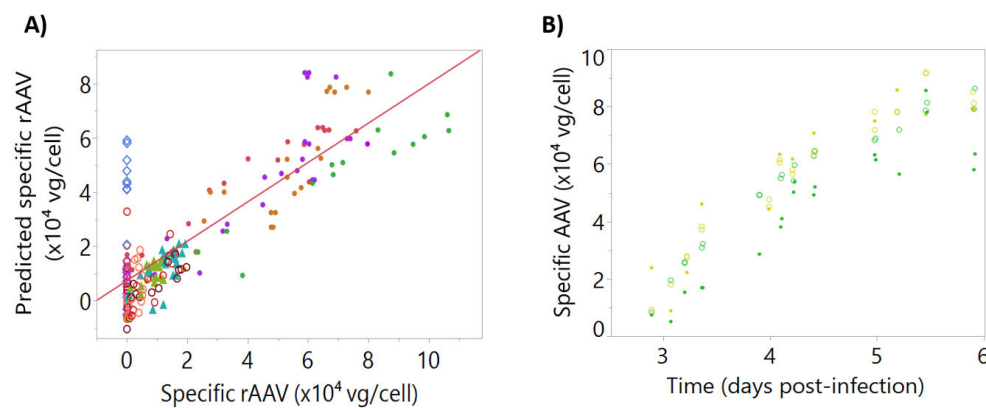 A)
Predicted specific rAAV
(x10⁴ vg/cell)
8
6
4
2
0
0 2 4 6 8 10
Specific rAAV (x10⁴ vg/cell)
B)
Specific AAV (x10⁴ vg/cell)
10
8
6
4
2
0
3 4 5 6
Time (days post-infection)